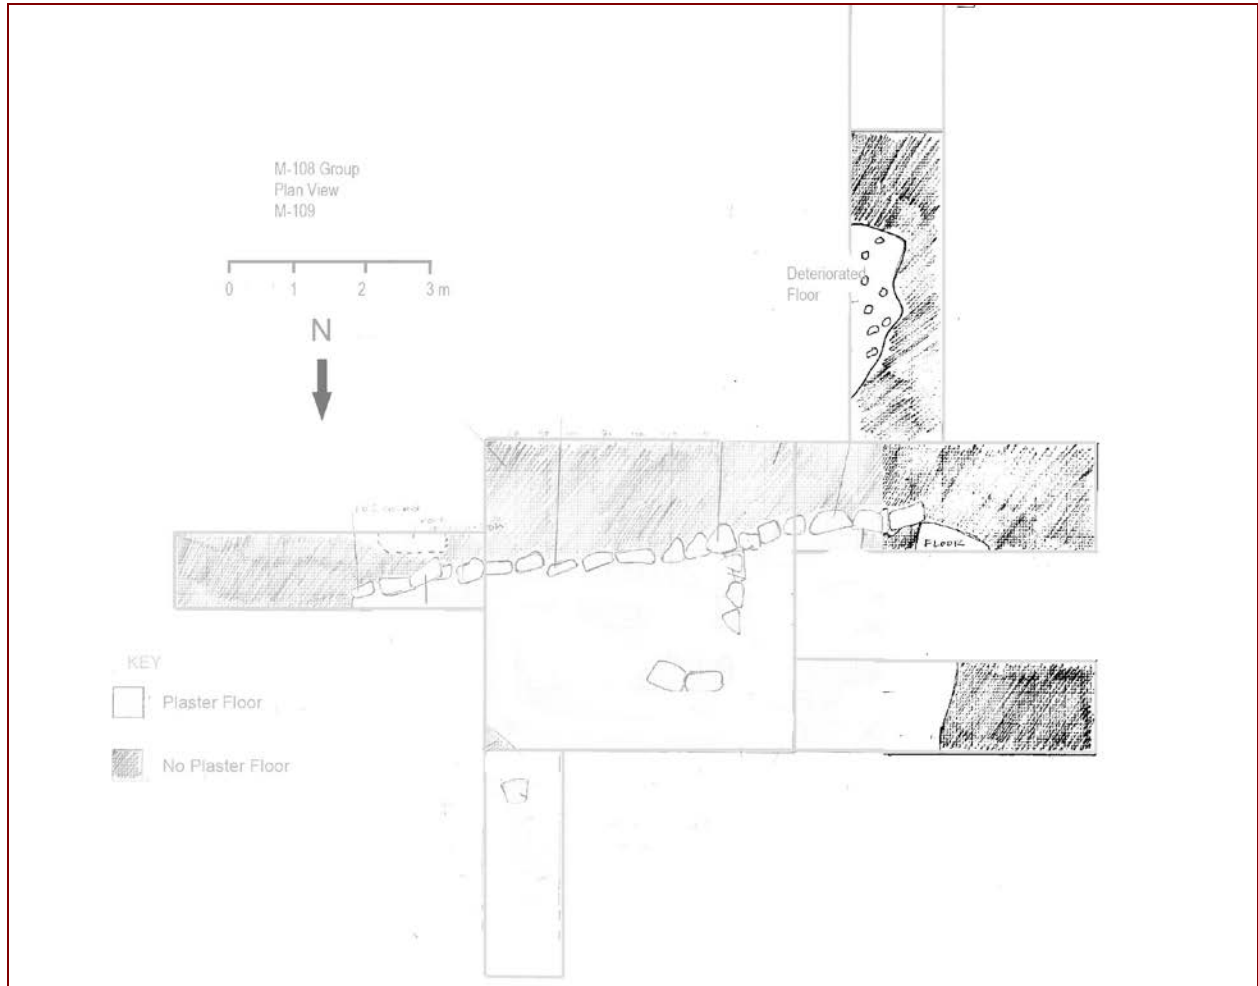 M-108 Group
Plan View
M-109
0 1 2 3 m
N
Deteriorated
Floor
FLOOR
KEY
Plaster Floor
No Plaster Floor